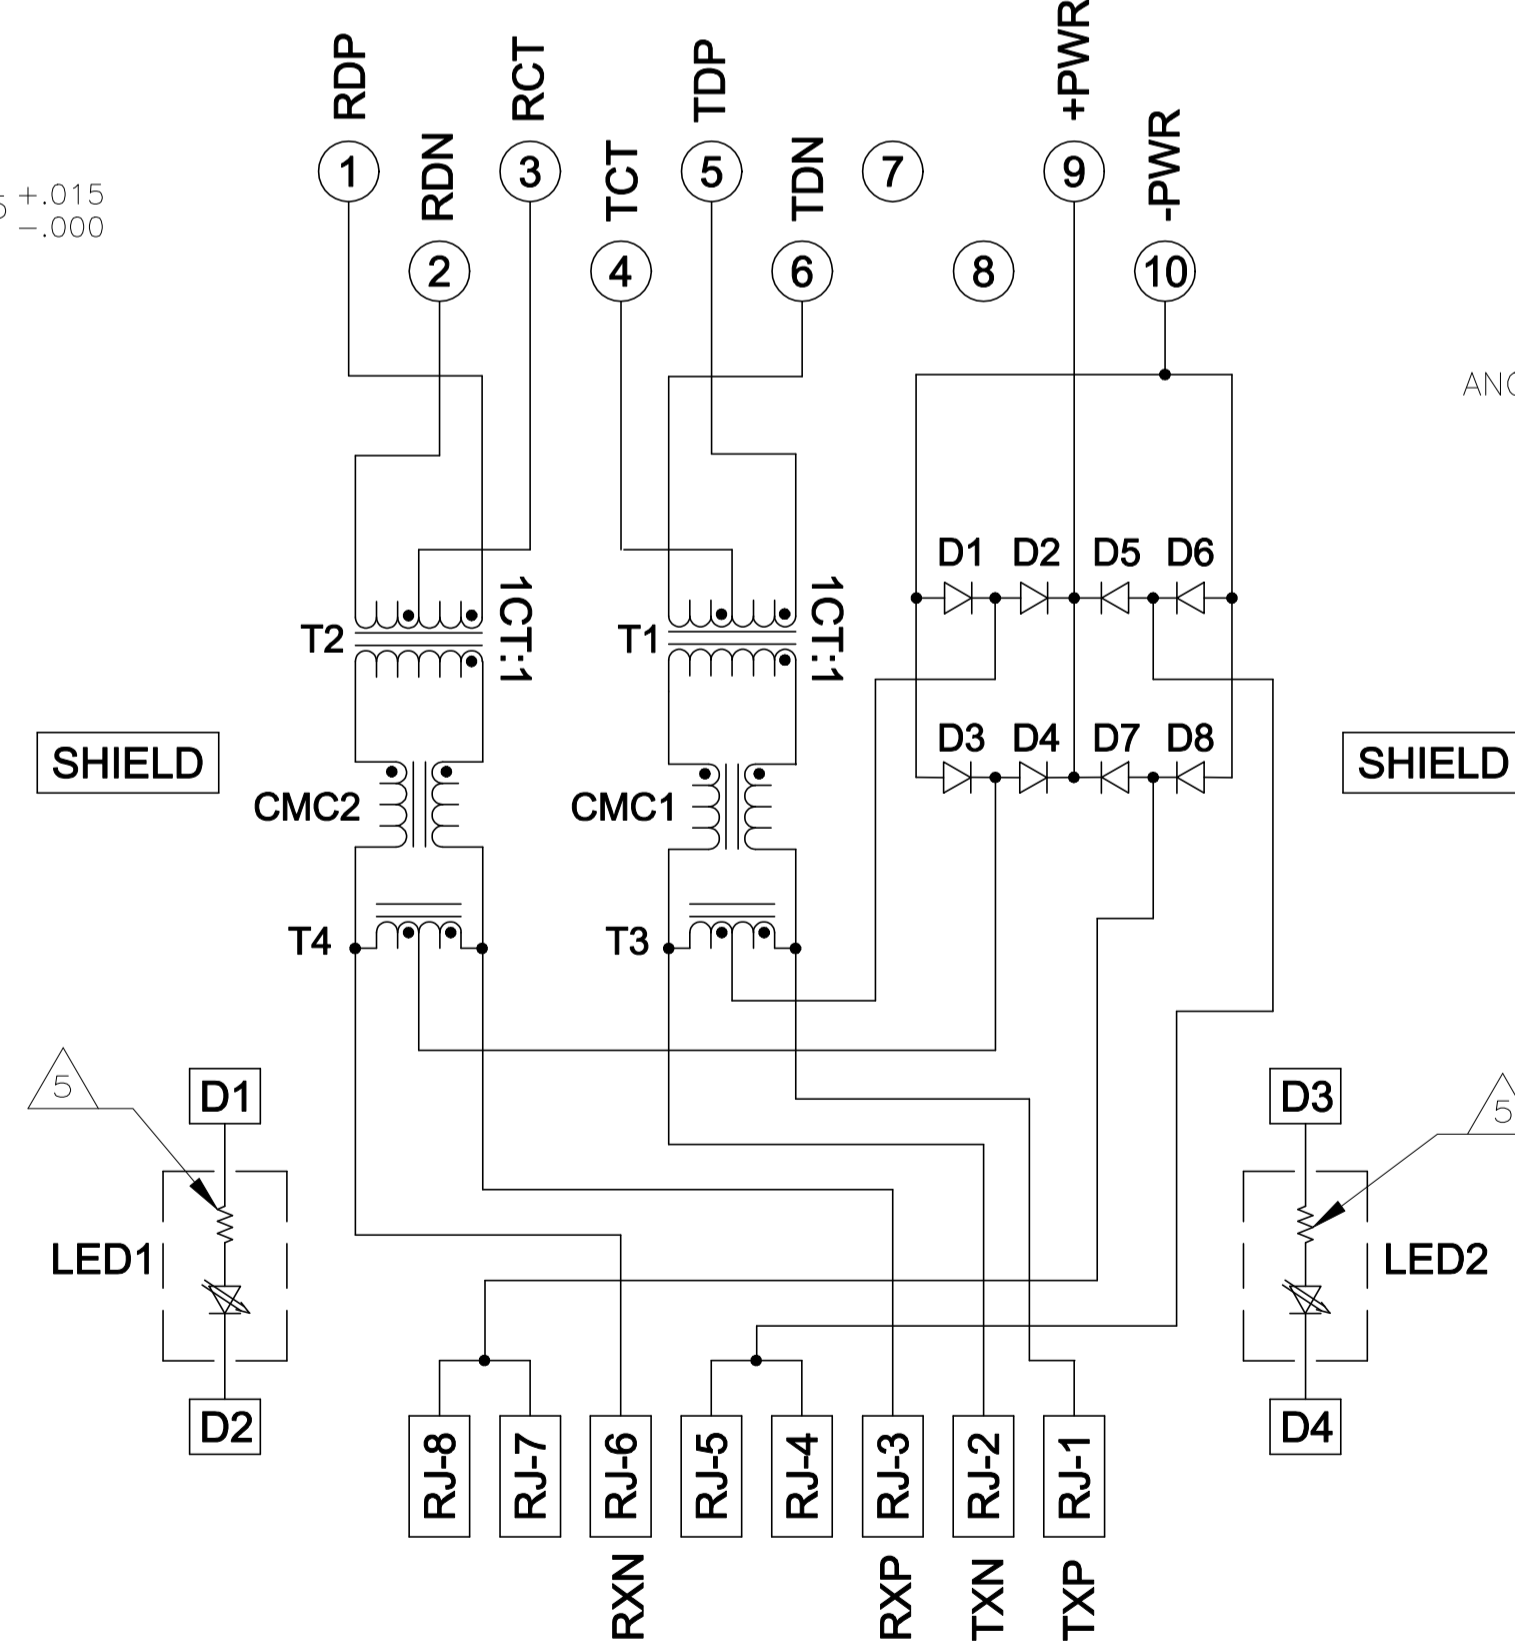 RDP
RCT
TDP
+PWR
RDN
TCT
TDN
-PWR
1
3
5
7
9
2
4
6
8
10
+.015
-.000
D1 D2 D5 D6
T2
1CT:1
T1
1CT:1
D3 D4 D7 D8
SHIELD
SHIELD
CMC2
CMC1
T4
T3
5
D1
D3
5
LED1
LED2
D2
D4
RJ-8
RJ-7
RJ-6
RJ-5
RJ-4
RJ-3
RJ-2
RJ-1
RXN
RXP
TXN
TXP